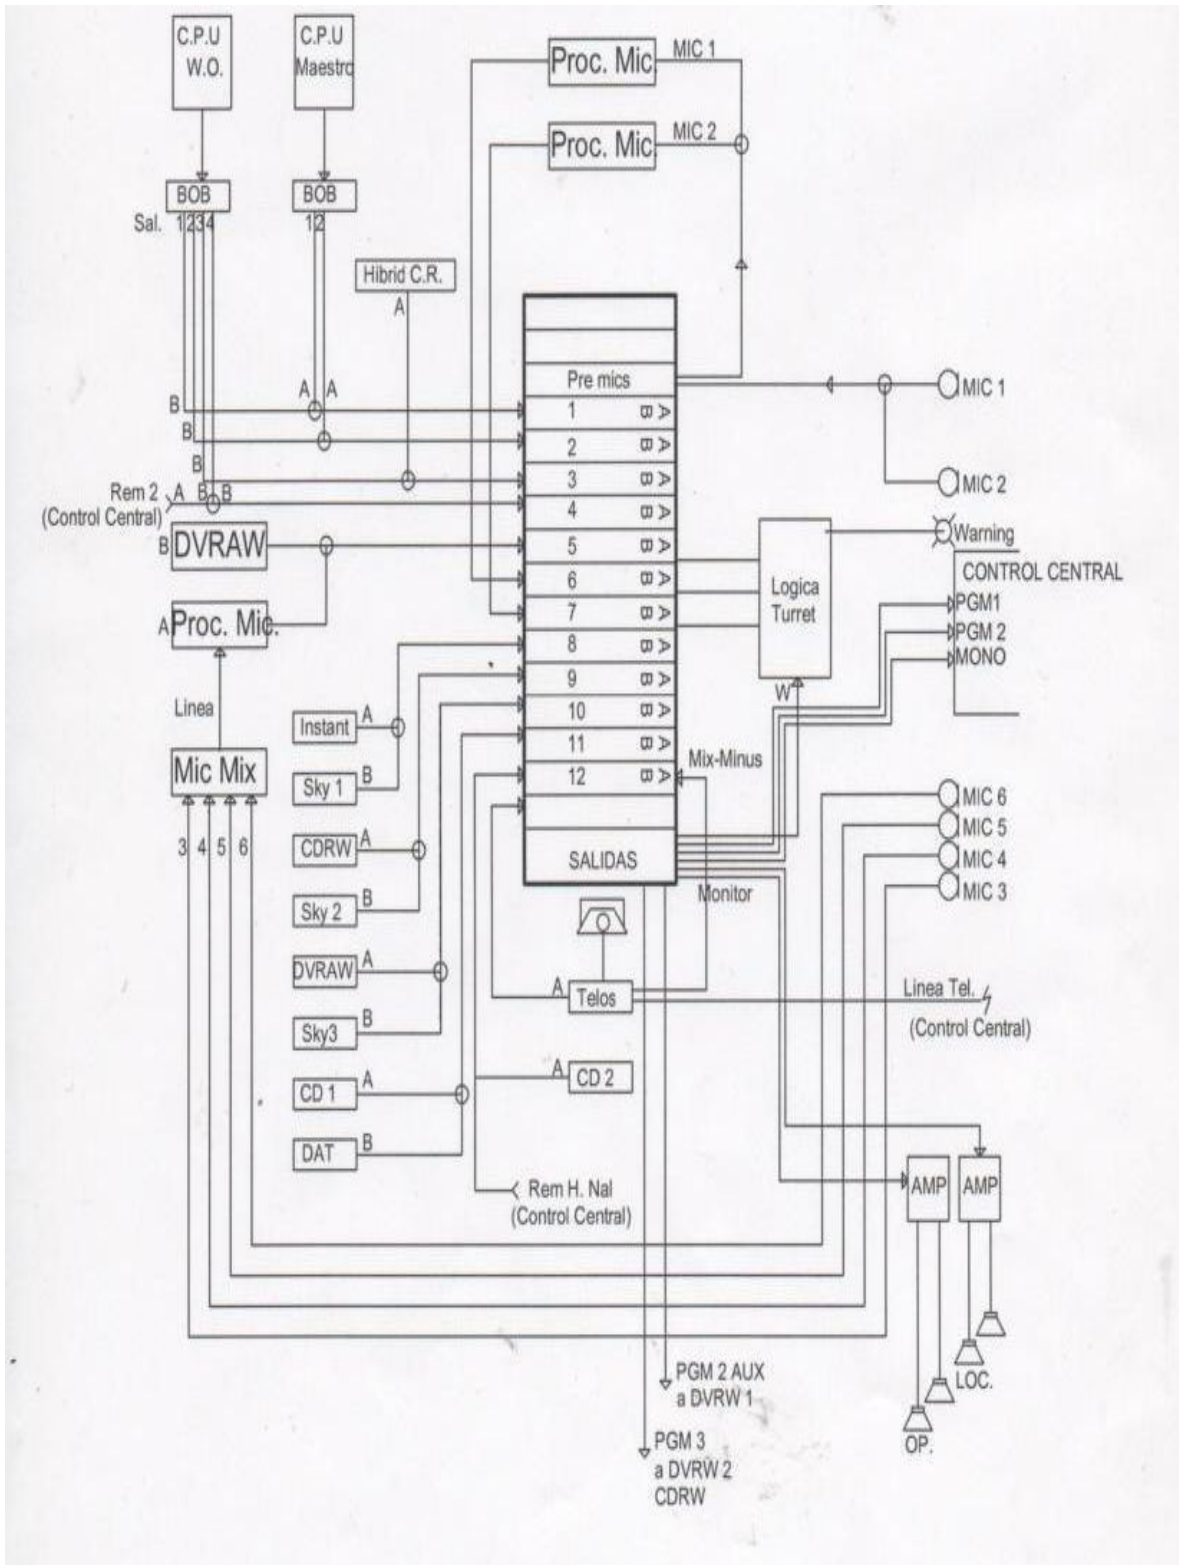 C.P.U
W.O.
C.P.U
Maestro
Proc. Mic.
MIC 1
Proc. Mic.
MIC 2
BOB
BOB
Sal.
1234
12
Hibrid C.R.
A
Pre mics
MIC 1
MIC 2
A
A
B
B
B
Rem 2
A
B
B
(Control Central)
1
B A
2
B A
3
B A
4
B A
5
B A
6
B A
7
B A
8
B A
9
B A
10
B A
11
B A
12
B A
SALIDAS
B
DVRAW
A
Proc. Mic.
Linea
Mic Mix
3
4
5
6
Logica
Turret
W
Warning
CONTROL CENTRAL
PGM1
PGM 2
MONO
Mix-Minus
Monitor
MIC 6
MIC 5
MIC 4
MIC 3
Instant
A
Sky 1
B
CDRW
A
Sky 2
B
DVRAW
A
Sky3
B
CD 1
A
DAT
B
A
Telos
Linea Tel.
(Control Central)
A
CD 2
Rem H. Nal
(Control Central)
AMP
AMP
LOC.
OP.
PGM 2 AUX
a DVRW 1
PGM 3
a DVRW 2
CDRW